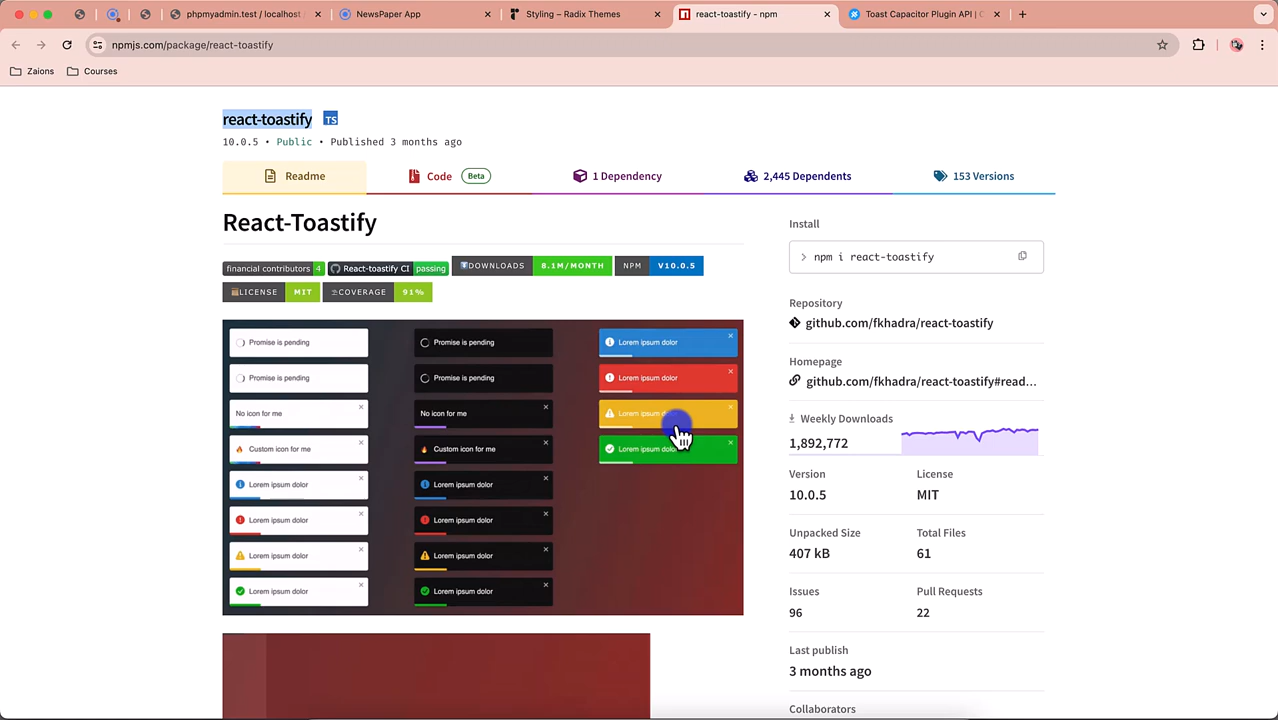 phpmyadmin.test / localhost /
NewsPaper App
Styling – Radix Themes
react-toastify - npm
Toast Capacitor Plugin API | C
npmjs.com/package/react-toastify
Zaions
Courses
react-toastify
TS
10.0.5 • Public • Published 3 months ago
Readme
Code Beta
1 Dependency
2,445 Dependents
153 Versions
React-Toastify
financial contributors 4
React-toastify CI passing
DOWNLOADS 8.1M/MONTH
NPM V10.0.5
LICENSE MIT
COVERAGE 91%
Promise is pending
Promise is pending
Lorem ipsum dolor
Promise is pending
Promise is pending
Lorem ipsum dolor
No icon for me
No icon for me
Lorem ipsum
Custom icon for me
Custom icon for me
Lorem ipsum dolor
Lorem ipsum dolor
Lorem ipsum dolor
Lorem ipsum dolor
Lorem ipsum dolor
Lorem ipsum dolor
Lorem ipsum dolor
Lorem ipsum dolor
Lorem ipsum dolor
Install
npm i react-toastify
Repository
github.com/fkhadra/react-toastify
Homepage
github.com/fkhadra/react-toastify#read...
Weekly Downloads
1,892,772
Version
License
10.0.5
MIT
Unpacked Size
Total Files
407 kB
61
Issues
Pull Requests
96
22
Last publish
3 months ago
Collaborators